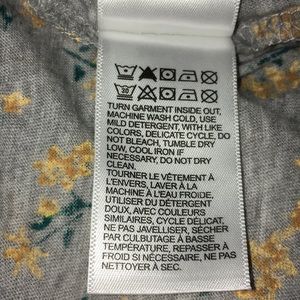 TURN GARMENT INSIDE OUT,
MACHINE WASH COLD, USE
MILD DETERGENT, WITH LIKE
COLORS, DELICATE CYCLE, DO
NOT BLEACH, TUMBLE DRY
LOW, COOL IRON IF
NECESSARY, DO NOT DRY
CLEAN.
TOURNER LE VÊTEMENT À
L'ENVERS, LAVER À LA
MACHINE À L'EAU FROIDE.
UTILISER DU DÉTERGENT
DOUX, AVEC COULEURS
SIMILAIRES, CYCLE DÉLICAT,
NE PAS JAVELLISER, SÉCHER
PAR CULBUTAGE À BASSE
TEMPÉRATURE, REPASSER À
FROID SI NÉCESSAIRE, NE PAS
NETTOYER À SEC.